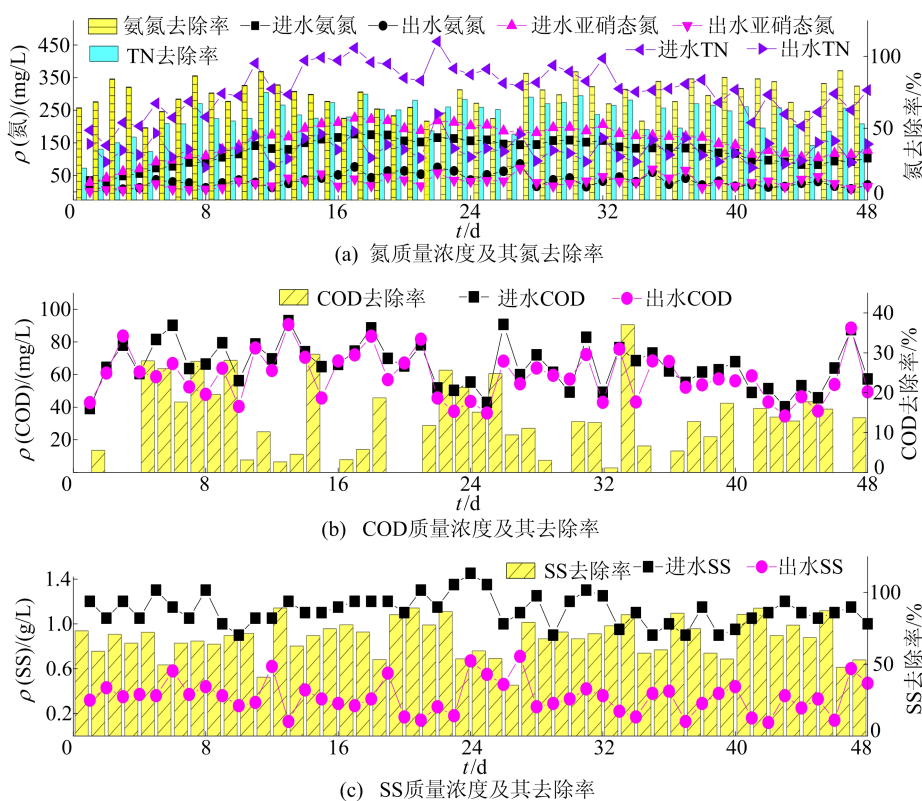 氨氮去除率 进水氨氮 出水氨氮 进水亚硝态氮 出水亚硝态氮
TN去除率 进水TN 出水TN
ρ(氮)/(mg/L)
450
350
250
150
50
100
50
0
氮去除率/%
0 8 16 24 32 40 48
t/d
(a) 氮质量浓度及其氮去除率
COD去除率 进水COD 出水COD
ρ(COD)/(mg/L)
100
80
60
40
20
40
30
20
10
0
COD去除率/%
0 8 16 24 32 40 48
t/d
(b) COD质量浓度及其去除率
SS去除率 进水SS 出水SS
ρ(SS)/(g/L)
1.4
1.0
0.6
0.2
100
50
0
SS去除率/%
0 8 16 24 32 40 48
t/d
(c) SS质量浓度及其去除率